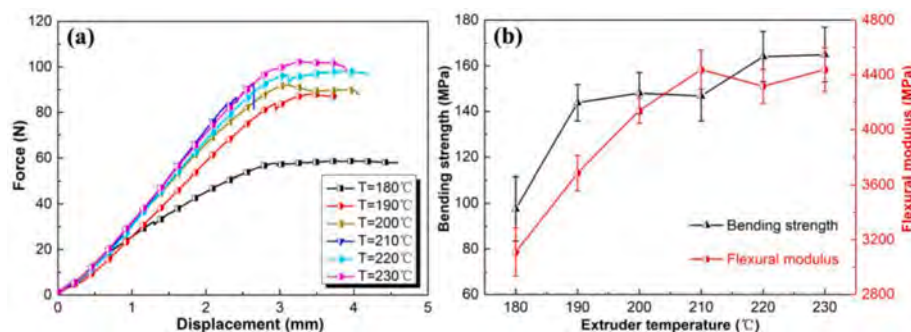 (a)
120
100
80
60
40
20
0
Force (N)
0 1 2 3 4 5
Displacement (mm)
T=180℃
T=190℃
T=200℃
T=210℃
T=220℃
T=230℃
(b)
180
160
140
120
100
80
60
Bending strength (MPa)
180 190 200 210 220 230
Extruder temperature (℃)
Bending strength
Flexural modulus
4800
4400
4000
3600
3200
2800
Flexural modulus (MPa)